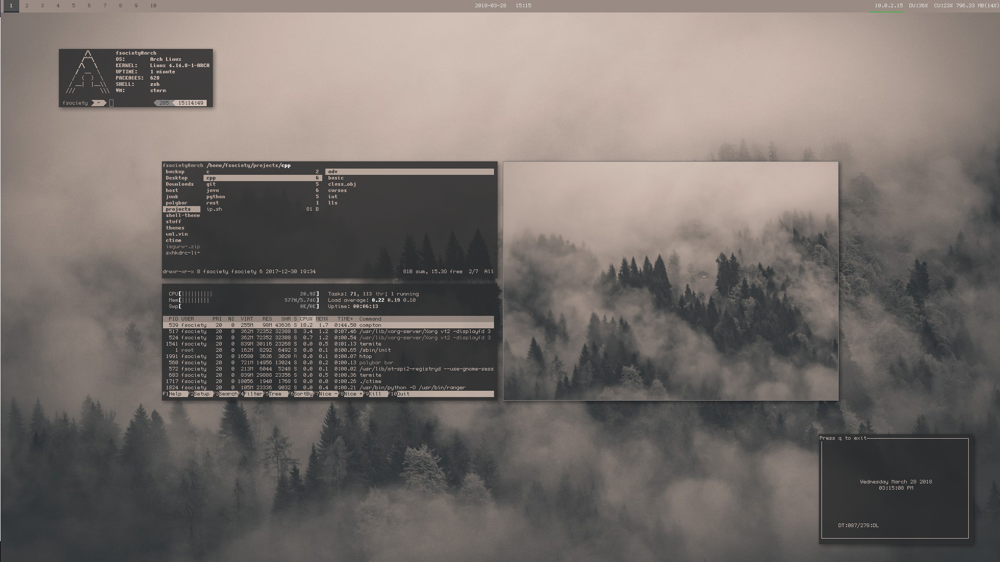 1 2 3 4 5 6 7 8 9 10 2018-03-28 15:15 10.0.2.15 DU:36% CU:23% 796.33 MB(14%)
fsociety@arch
OS: Arch Linux
KERNEL: Linux 4.14.8-1-ARCH
UPTIME: 1 minute
PACKAGES: 628
SHELL: zsh
WM: xterm
fsociety ~ 285 15:14:49
fsociety@arch /home/fsociety/projects/cpp
backup c 2 adv
Desktop cpp 6 basic
Downloads git 5 class_obj
host java 6 curses
junk python 5 int
polybar rust 1 lls
projects ip.sh 81 B
shell-theme
stuff
themes
wal.vim
ctime
imgurw~.zip
sxhkdrc-li~
drwxr-xr-x 8 fsociety fsociety 6 2017-12-30 19:34 81B sum, 15.3G free 2/7 All
CPU[|||||||||| 20.9%] Tasks: 71, 113 thr; 1 running
Mem[||||||||| 577M/5.74G] Load average: 0.22 0.19 0.10
Swp[ 0K/0K] Uptime: 00:06:13
PID USER PRI NI VIRT RES SHR S CPU% MEM% TIME+ Command
539 fsociety 20 0 255M 98M 43636 S 18.2 1.7 0:44.50 compton
517 fsociety 20 0 362M 72352 32388 S 3.4 1.2 0:07.46 /usr/lib/xorg-server/Xorg vt2 -displayfd 3
524 fsociety 20 0 362M 72352 32388 S 0.7 1.2 0:00.54 /usr/lib/xorg-server/Xorg vt2 -displayfd 3
1541 fsociety 20 0 839M 30116 23268 S 0.0 0.5 0:01.13 termite
1 root 20 0 162M 8292 6492 S 0.0 0.1 0:00.65 /sbin/init
1991 fsociety 20 0 16580 3636 3020 R 0.0 0.1 0:00.07 htop
560 fsociety 20 0 721M 14956 13024 S 0.0 0.2 0:00.13 polybar bar
572 fsociety 20 0 213M 6044 5248 S 0.0 0.1 0:00.02 /usr/lib/at-spi2-registryd --use-gnome-sess
683 fsociety 20 0 839M 29888 23356 S 0.0 0.5 0:00.36 termite
1717 fsociety 20 0 18056 1940 1768 S 0.0 0.0 0:00.26 ./ctime
1824 fsociety 20 0 105M 23336 9032 S 0.0 0.4 0:00.21 /usr/bin/python -O /usr/bin/ranger
F1Help F2Setup F3SearchF4FilterF5Tree F6SortByF7Nice -F8Nice +F9Kill F10Quit
Press q to exit
Wednesday March 28 2018
03:15:08 PM
DT:087/278:DL